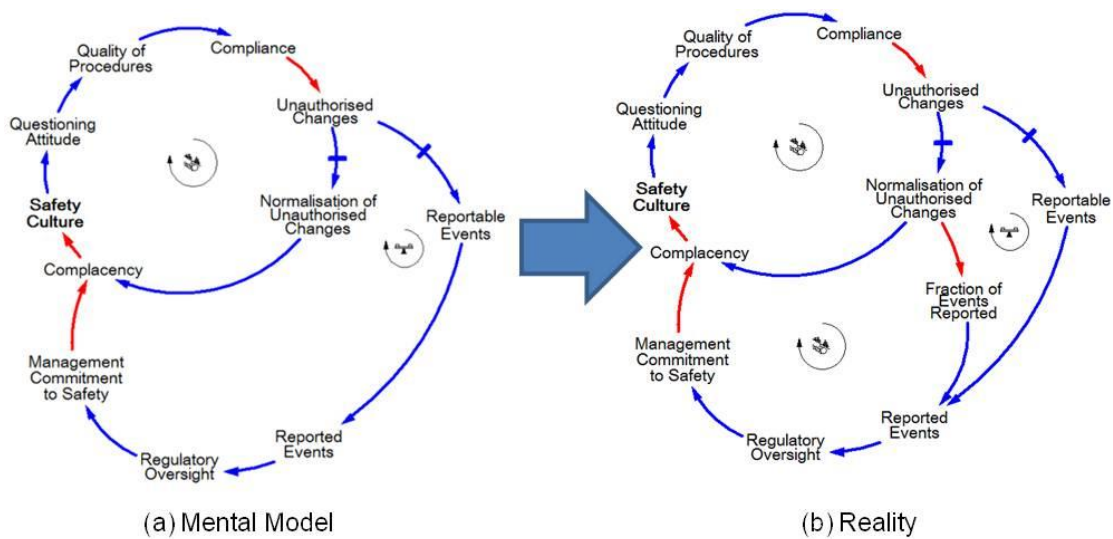 Quality of
Procedures
Compliance
Unauthorised
Changes
Questioning
Attitude
Safety
Culture
Normalisation of
Unauthorised
Changes
Reportable
Events
Complacency
Management
Commitment
to Safety
Reported
Events
Regulatory
Oversight
(a) Mental Model
Quality of
Procedures
Compliance
Unauthorised
Changes
Questioning
Attitude
Safety
Culture
Normalisation of
Unauthorised
Changes
Reportable
Events
Complacency
Fraction of
Events
Reported
Management
Commitment
to Safety
Reported
Events
Regulatory
Oversight
(b) Reality